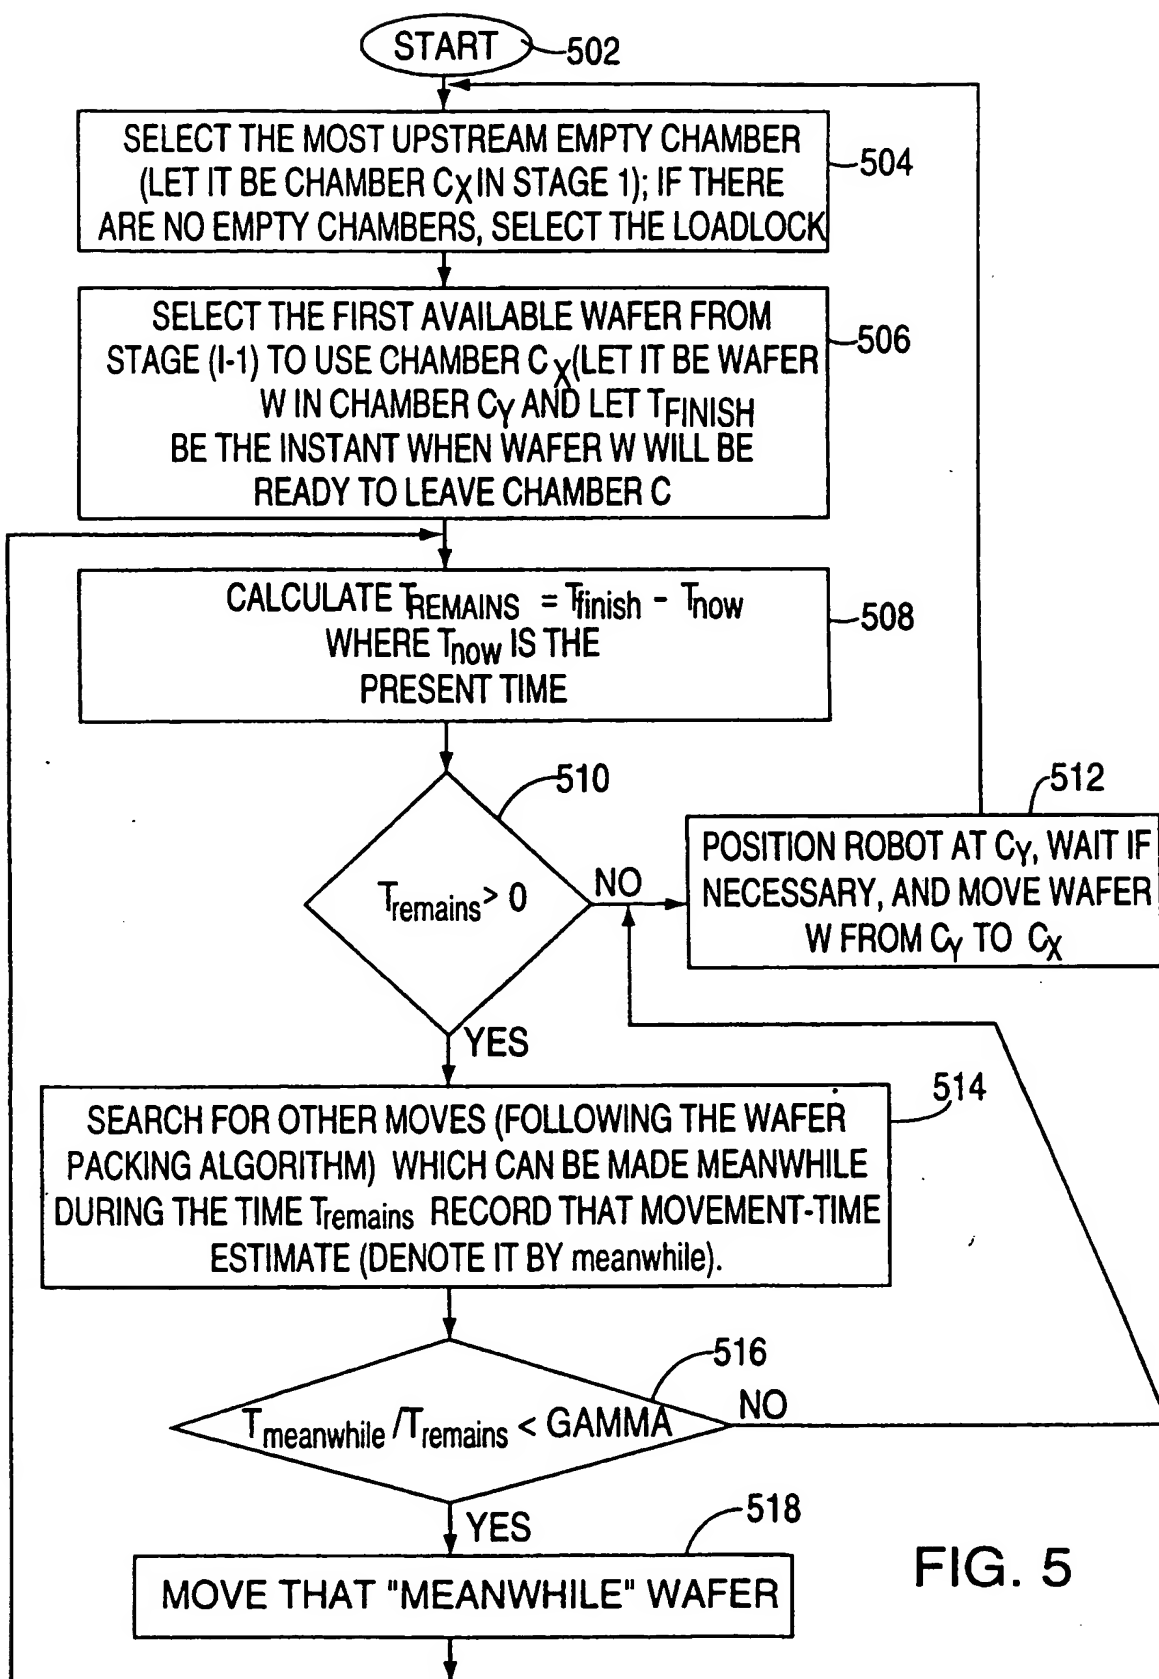 START
502
SELECT THE MOST UPSTREAM EMPTY CHAMBER
(LET IT BE CHAMBER CX IN STAGE 1); IF THERE
ARE NO EMPTY CHAMBERS, SELECT THE LOADLOCK
504
SELECT THE FIRST AVAILABLE WAFER FROM
STAGE (I-1) TO USE CHAMBER CX(LET IT BE WAFER
W IN CHAMBER CY AND LET TFINISH
BE THE INSTANT WHEN WAFER W WILL BE
READY TO LEAVE CHAMBER C
506
CALCULATE TREMAINS = Tfinish - Tnow
WHERE Tnow IS THE
PRESENT TIME
508
510
Tremains> 0
NO
YES
512
POSITION ROBOT AT CY, WAIT IF
NECESSARY, AND MOVE WAFER
W FROM CY TO CX
514
SEARCH FOR OTHER MOVES (FOLLOWING THE WAFER
PACKING ALGORITHM) WHICH CAN BE MADE MEANWHILE
DURING THE TIME Tremains RECORD THAT MOVEMENT-TIME
ESTIMATE (DENOTE IT BY meanwhile).
516
Tmeanwhile /Tremains < GAMMA
NO
YES
518
MOVE THAT "MEANWHILE" WAFER
FIG. 5